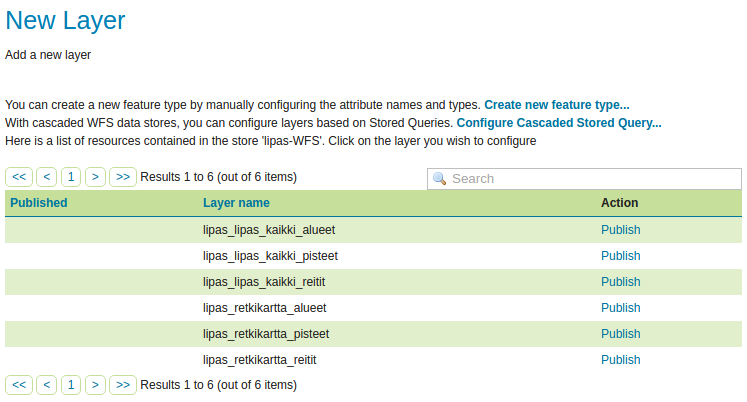 New Layer
Add a new layer
You can create a new feature type by manually configuring the attribute names and types. Create new feature type...
With cascaded WFS data stores, you can configure layers based on Stored Queries. Configure Cascaded Stored Query...
Here is a list of resources contained in the store 'lipas-WFS'. Click on the layer you wish to configure
<< < 1 > >> Results 1 to 6 (out of 6 items) Search
Published Layer name Action
lipas_lipas_kaikki_alueet Publish
lipas_lipas_kaikki_pisteet Publish
lipas_lipas_kaikki_reitit Publish
lipas_retkikartta_alueet Publish
lipas_retkikartta_pisteet Publish
lipas_retkikartta_reitit Publish
<< < 1 > >> Results 1 to 6 (out of 6 items)